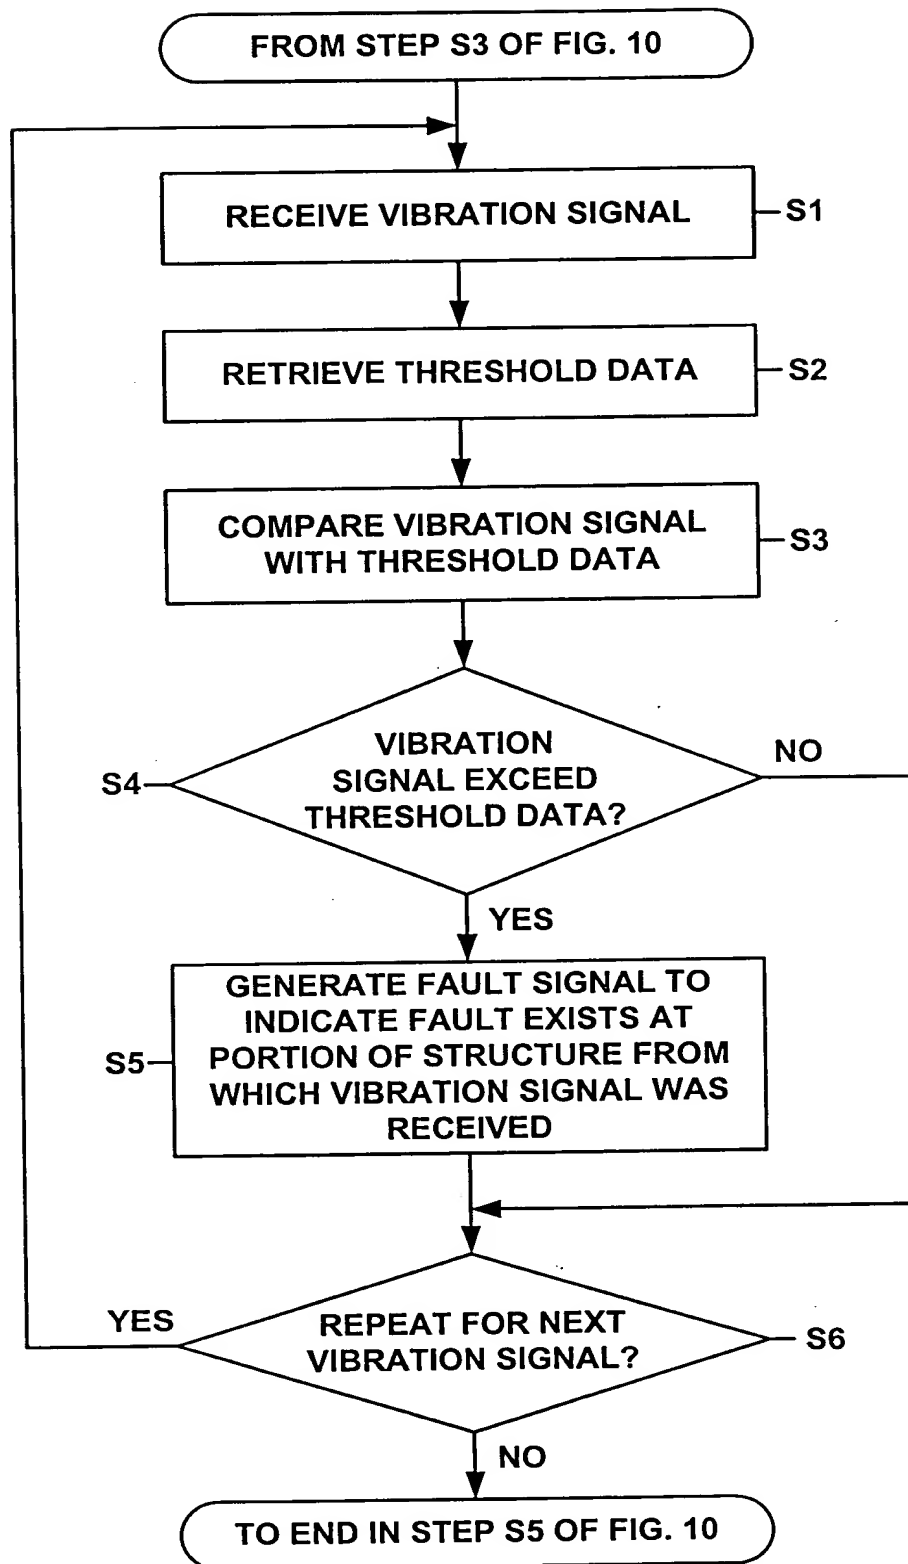 FROM STEP S3 OF FIG. 10
RECEIVE VIBRATION SIGNAL
S1
RETRIEVE THRESHOLD DATA
S2
COMPARE VIBRATION SIGNAL
WITH THRESHOLD DATA
S3
VIBRATION
SIGNAL EXCEED
THRESHOLD DATA?
S4
NO
YES
GENERATE FAULT SIGNAL TO
INDICATE FAULT EXISTS AT
PORTION OF STRUCTURE FROM
WHICH VIBRATION SIGNAL WAS
RECEIVED
S5
YES
REPEAT FOR NEXT
VIBRATION SIGNAL?
S6
NO
TO END IN STEP S5 OF FIG. 10